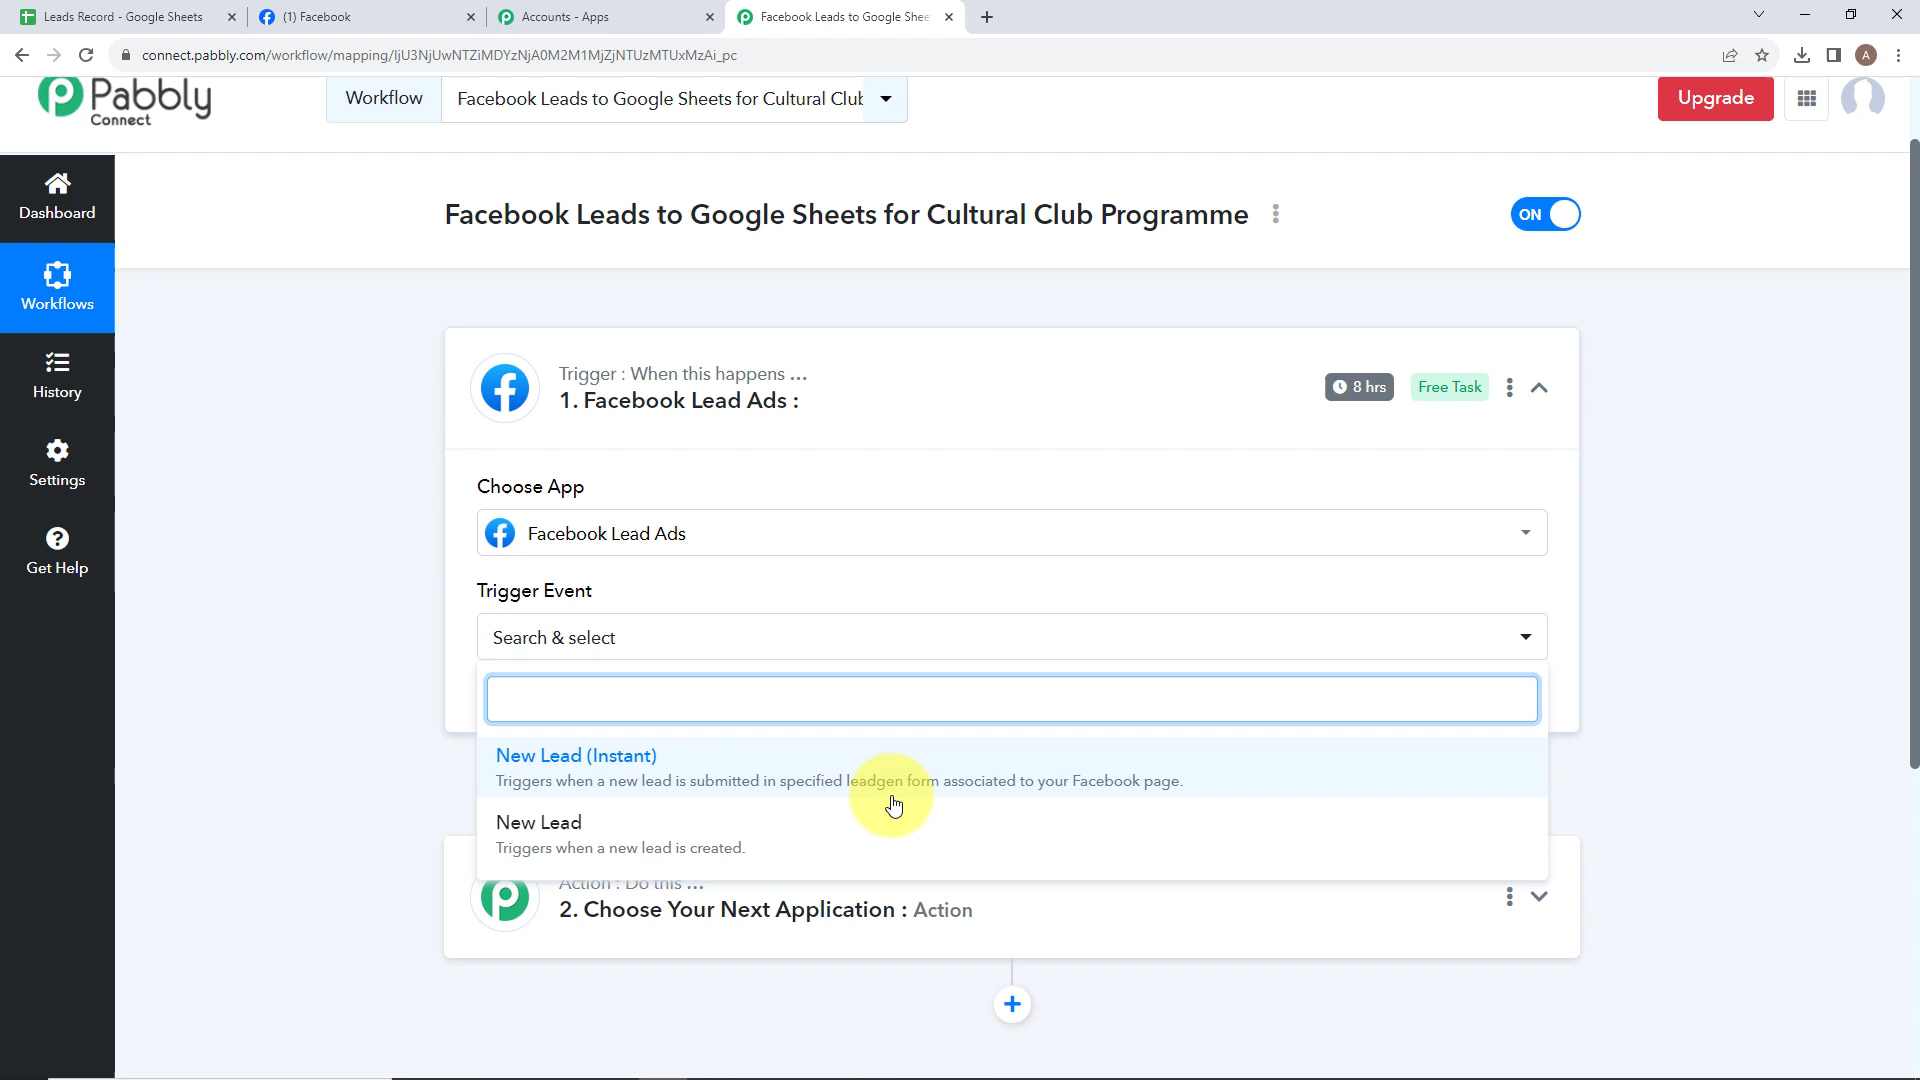 Leads Record - Google Sheets
(1) Facebook
Accounts - Apps
Facebook Leads to Google Shee
connect.pabbly.com/workflow/mapping/IjU3NjUwNTZiMDYzNjA0M2M1MjZjNTUzMTUxMzAi_pc
A
Pabbly
Connect
Workflow
Facebook Leads to Google Sheets for Cultural Club
Upgrade
Dashboard
Workflows
History
Settings
Get Help
Facebook Leads to Google Sheets for Cultural Club Programme
ON
Trigger : When this happens ...
1. Facebook Lead Ads :
8 hrs
Free Task
Choose App
Facebook Lead Ads
Trigger Event
Search & select
New Lead (Instant)
Triggers when a new lead is submitted in specified leadgen form associated to your Facebook page.
New Lead
Triggers when a new lead is created.
Action : Do this ...
2. Choose Your Next Application : Action